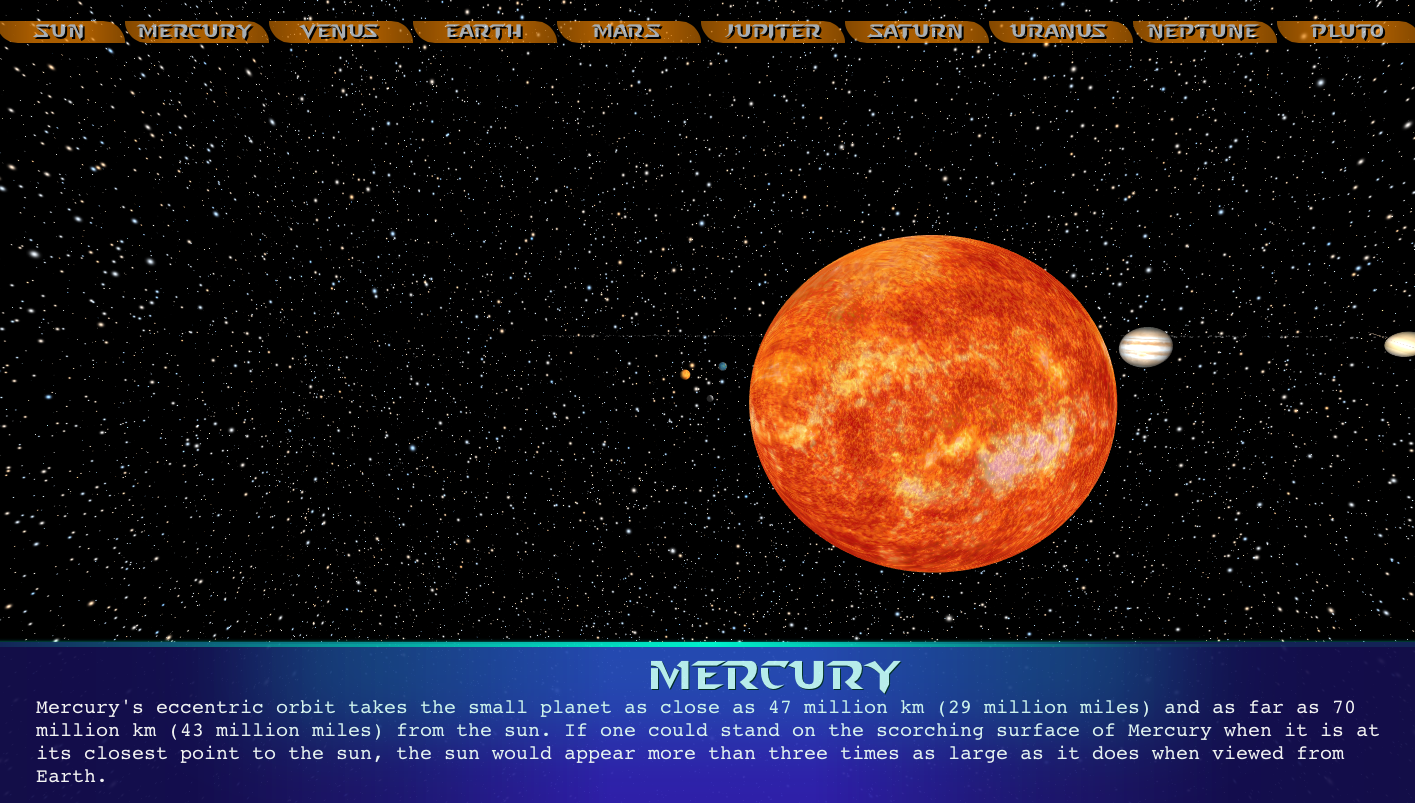 SUN MERCURY VENUS EARTH MARS JUPITER SATURN URANUS NEPTUNE PLUTO
MERCURY
Mercury's eccentric orbit takes the small planet as close as 47 million km (29 million miles) and as far as 70
million km (43 million miles) from the sun. If one could stand on the scorching surface of Mercury when it is at
its closest point to the sun, the sun would appear more than three times as large as it does when viewed from
Earth.